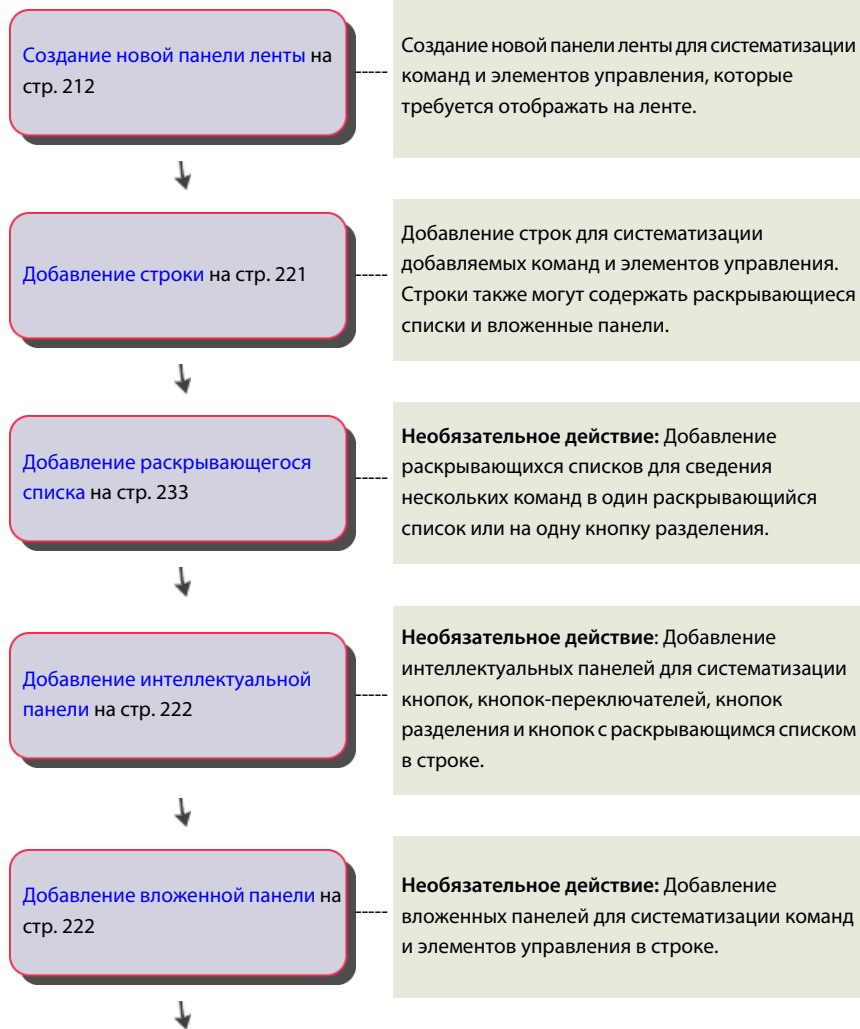 Создание новой панели ленты на
стр. 212
Создание новой панели ленты для систематизации
команд и элементов управления, которые
требуется отображать на ленте.
Добавление строки на стр. 221
Добавление строк для систематизации
добавляемых команд и элементов управления.
Строки также могут содержать раскрывающиеся
списки и вложенные панели.
Добавление раскрывающегося
списка на стр. 233
Необязательное действие: Добавление
раскрывающихся списков для сведения
нескольких команд в один раскрывающийся
список или на одну кнопку разделения.
Добавление интеллектуальной
панели на стр. 222
Необязательное действие: Добавление
интеллектуальных панелей для систематизации
кнопок, кнопок-переключателей, кнопок
разделения и кнопок с раскрывающимся списком
в строке.
Добавление вложенной панели на
стр. 222
Необязательное действие: Добавление
вложенных панелей для систематизации команд
и элементов управления в строке.